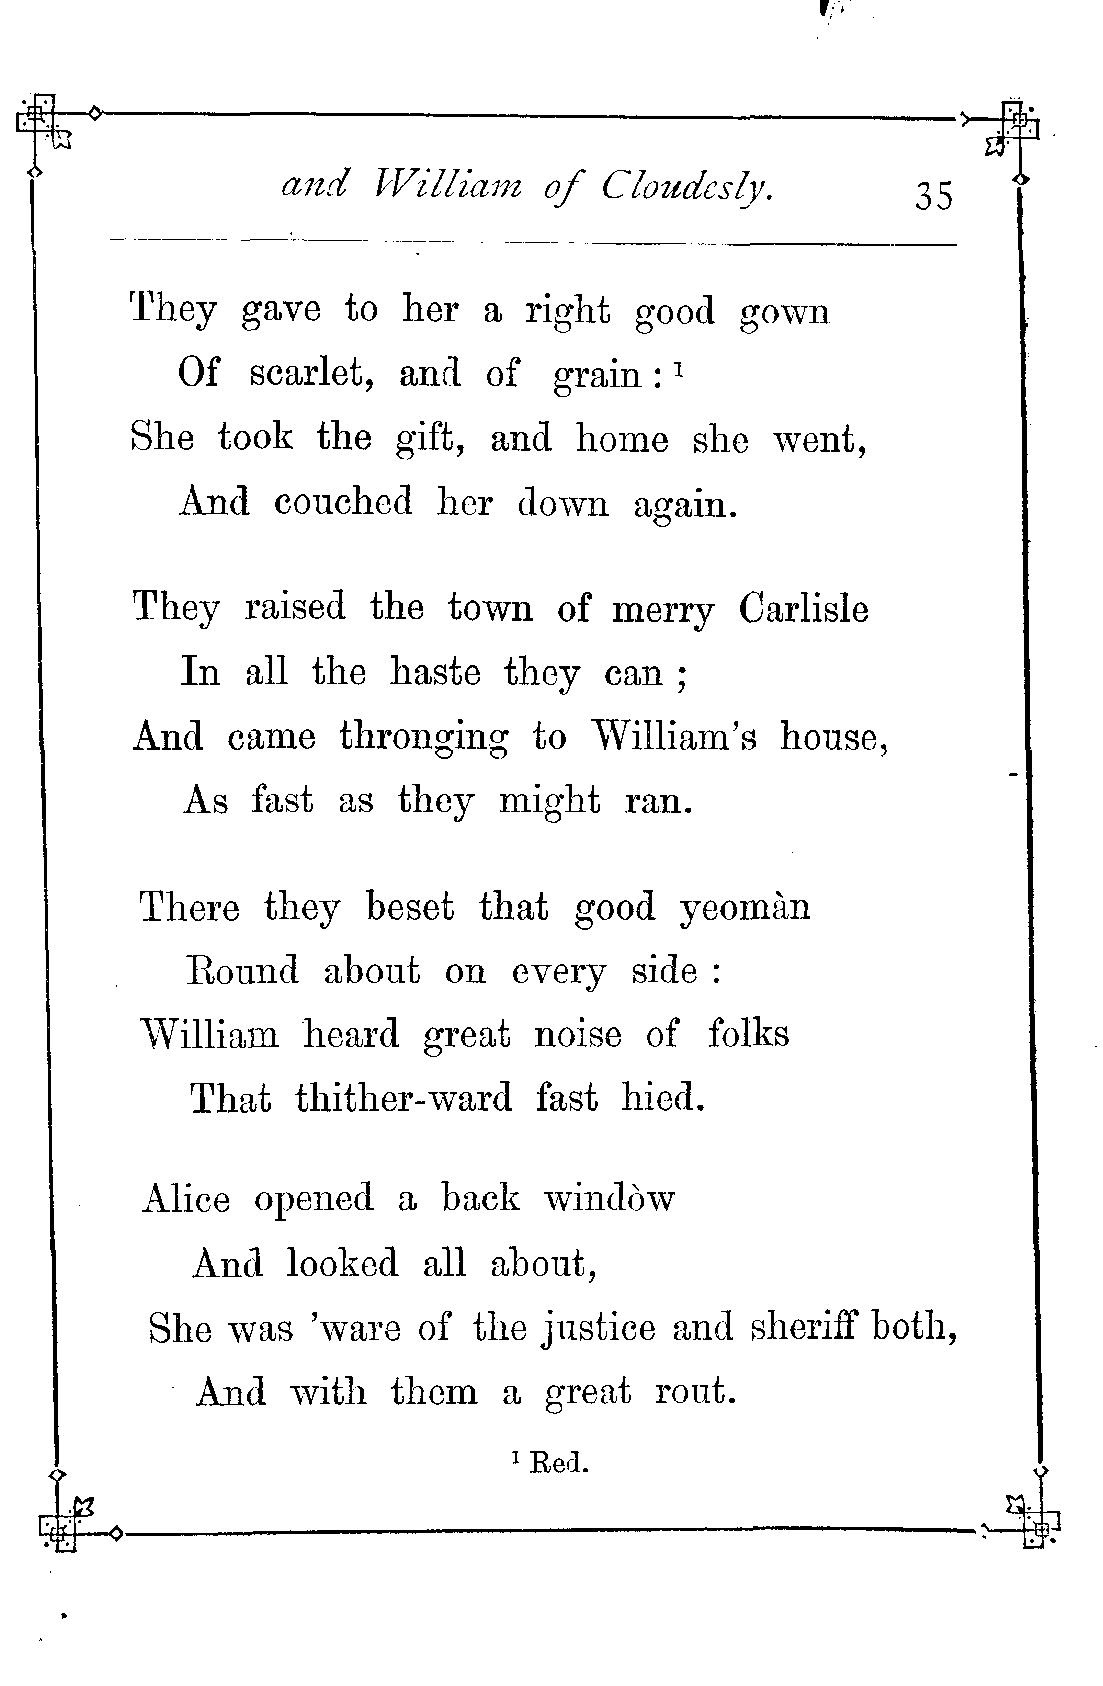 and William of Cloudesly. 35
They gave to her a right good gown
Of scarlet, and of grain : ¹
She took the gift, and home she went,
And couched her down again.
They raised the town of merry Carlisle
In all the haste they can ;
And came thronging to William's house,
As fast as they might ran.
There they beset that good yeomàn
Round about on every side :
William heard great noise of folks
That thither-ward fast hied.
Alice opened a back windòw
And looked all about,
She was 'ware of the justice and sheriff both,
And with them a great rout.
¹ Red.